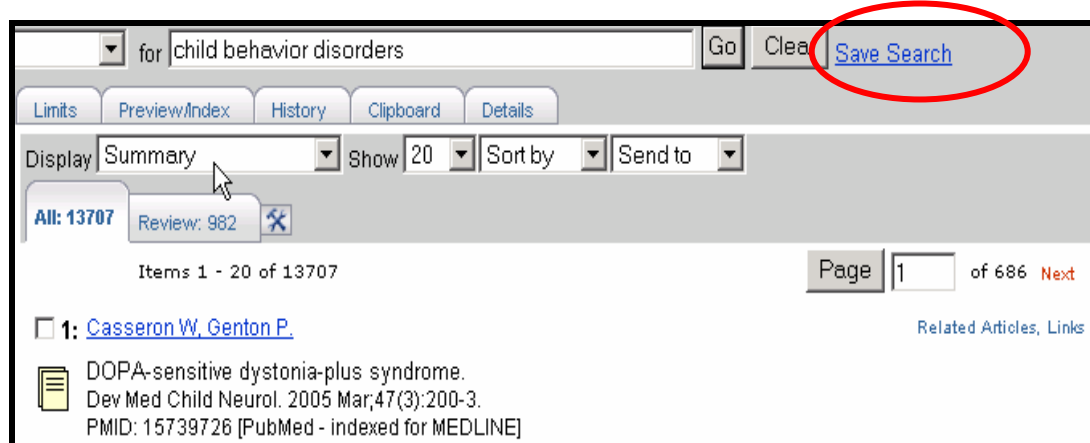 for child behavior disorders Go Clea Save Search
Limits Preview/Index History Clipboard Details
Display Summary Show 20 Sort by Send to
All: 13707 Review: 982
Items 1 - 20 of 13707 Page 1 of 686 Next
1: Casseron W, Genton P. Related Articles, Links
DOPA-sensitive dystonia-plus syndrome.
Dev Med Child Neurol. 2005 Mar;47(3):200-3.
PMID: 15739726 [PubMed - indexed for MEDLINE]